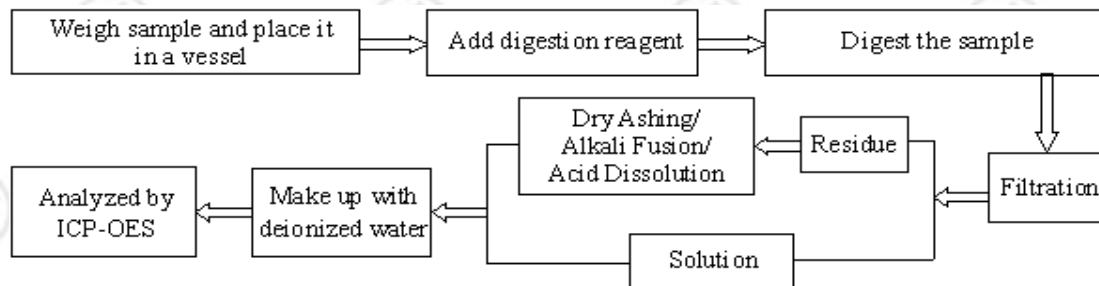 Weigh sample and place it
in a vessel
Add digestion reagent
Digest the sample
Filtration
Residue
Dry Ashing/
Alkali Fusion/
Acid Dissolution
Solution
Make up with
deionized water
Analyzed by
ICP-OES